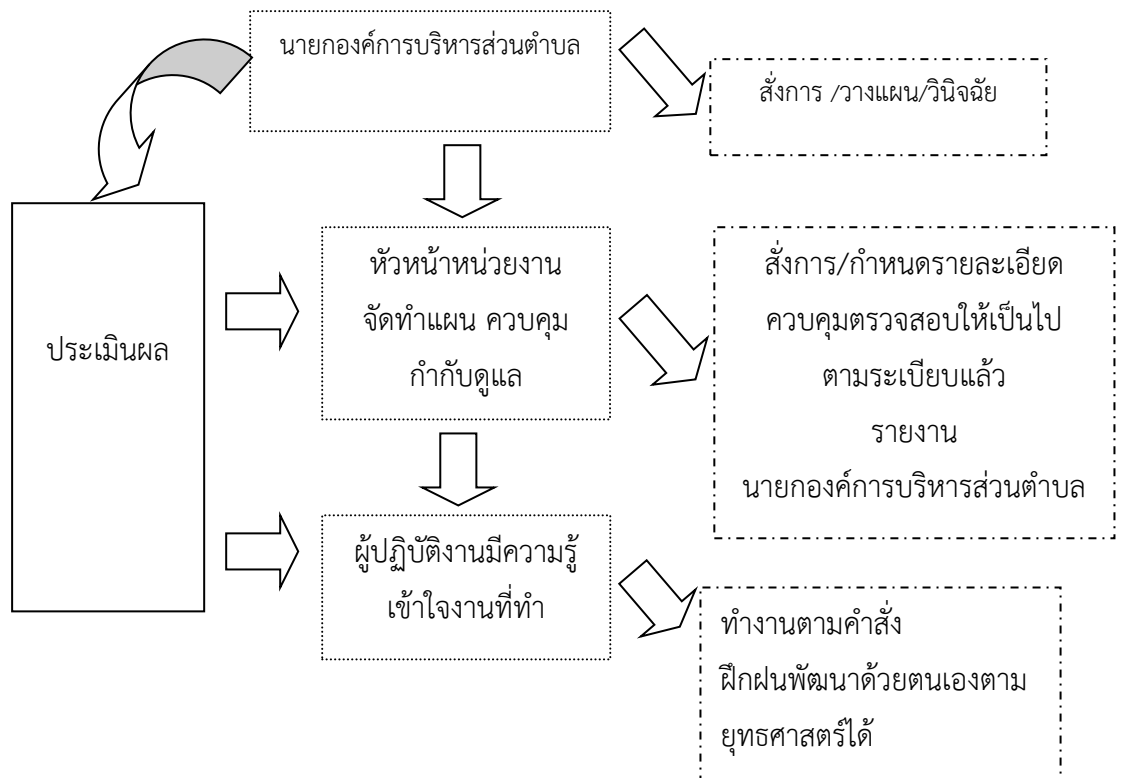 นายกองค์การบริหารส่วนตำบล
สั่งการ /วางแผน/วินิจฉัย
หัวหน้าหน่วยงาน
จัดทำแผน ควบคุม
กำกับดูแล
สั่งการ/กำหนดรายละเอียด
ควบคุมตรวจสอบให้เป็นไป
ตามระเบียบแล้ว
รายงาน
นายกองค์การบริหารส่วนตำบล
ประเมินผล
ผู้ปฏิบัติงานมีความรู้
เข้าใจงานที่ทำ
ทำงานตามคำสั่ง
ฝึกฝนพัฒนาด้วยตนเองตาม
ยุทธศาสตร์ได้